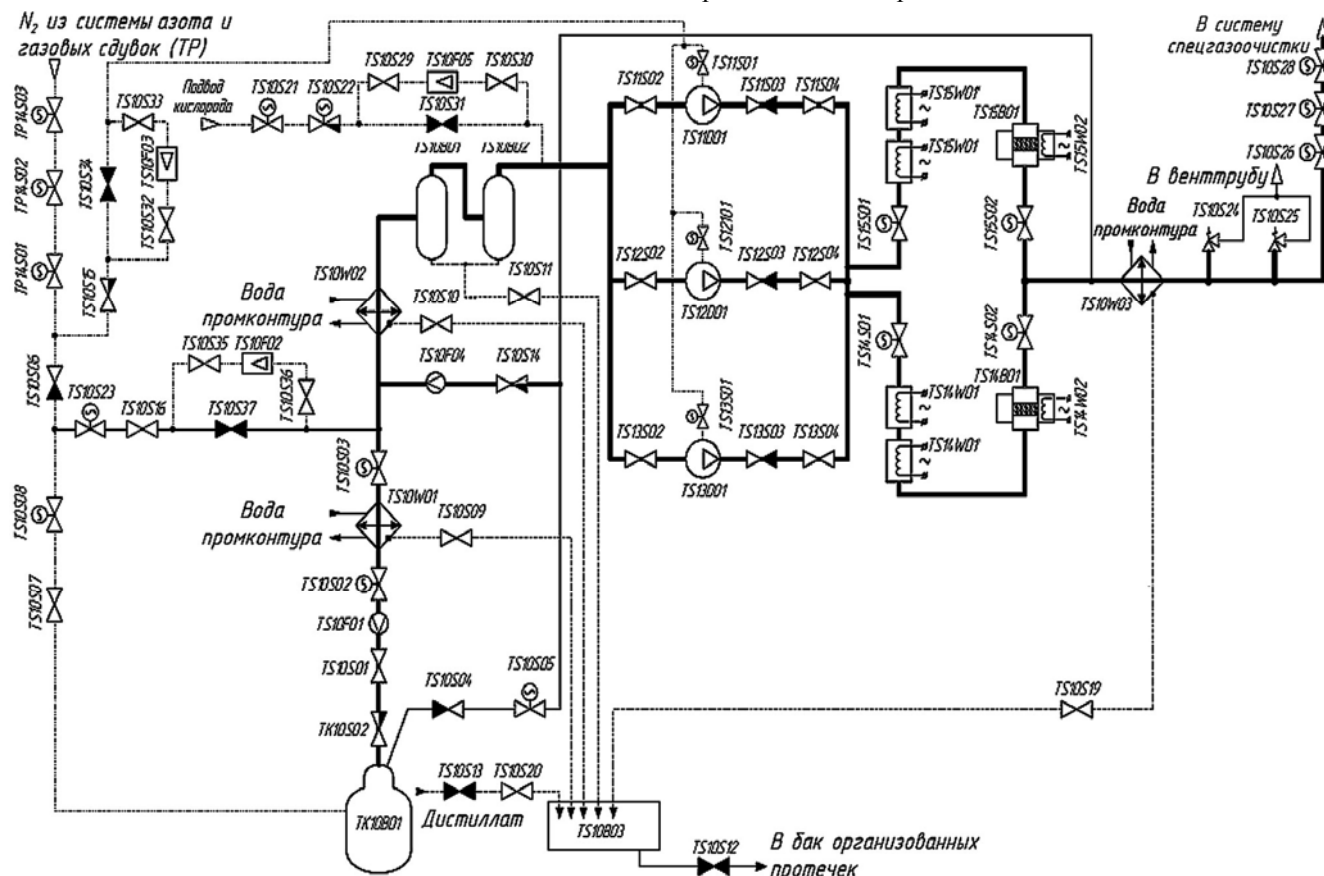 N₂ из системы азота и
газовых сдувок (ТР)
В систему
спецгазоочистки
TS10S28
TS10S27
TS10S26
В венттрубу
TS10S24
TS10S25
Вода
промконтура
TS10W03
TP14S03
TP14S02
TP14S01
TS10S33
TS10F03
TS10S32
TS10S34
TS10S15
Подвод
кислорода
TS10S21
TS10S22
TS10S29
TS10F05
TS10S30
TS10S31
TS10B01
TS10B02
TS11S02
TS11S01
TS11D01
TS11S03
TS11S04
TS12S02
TS12101
TS12D01
TS12S03
TS12S04
TS13S02
TS13S01
TS13D01
TS13S03
TS13S04
TS15W01
TS15W01
TS15S01
TS15B01
TS15W02
TS15S02
TS14S01
TS14S02
TS14W01
TS14W01
TS14B01
TS14W02
TS10W02
TS10S11
TS10S10
Вода
промконтура
TS10F04
TS10S14
TS10S06
TS10S23
TS10S16
TS10S35
TS10F02
TS10S36
TS10S37
TS10S03
TS10W01
Вода
промконтура
TS10S09
TS10S08
TS10S07
TS10S02
TS10F01
TS10S01
TK10S02
TS10S04
TS10S05
TS10S19
TK10B01
TS10S13
TS10S20
Дистиллат
TS10B03
TS10S12
В бак организованных
протечек